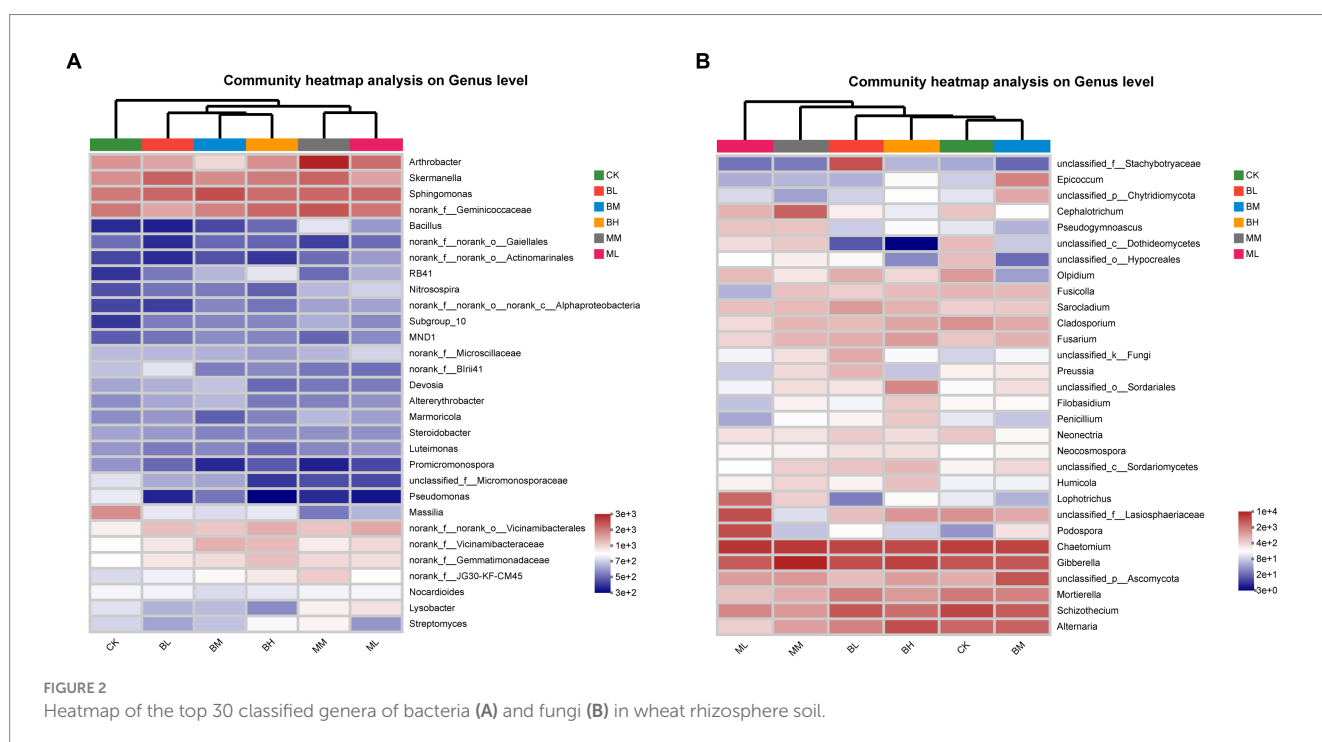 A
Community heatmap analysis on Genus level
Arthrobacter
Skermanella
Sphingomonas
norank_f__Geminicoccaceae
Bacillus
norank_f__norank_o__Gaiellales
norank_f__norank_o__Actinomarinales
RB41
Nitrosospira
norank_f__norank_o__norank_c__Alphaproteobacteria
Subgroup_10
MND1
norank_f__Microscillaceae
norank_f__BIrii41
Devosia
Altererythrobacter
Marmoricola
Steroidobacter
Luteimonas
Promicromonospora
unclassified_f__Micromonosporaceae
Pseudomonas
Massilia
norank_f__norank_o__Vicinamibacterales
norank_f__Vicinamibacteraceae
norank_f__Gemmatimonadaceae
norank_f__JG30-KF-CM45
Nocardioides
Lysobacter
Streptomyces
CK
BL
BM
BH
MM
ML
3e+3
2e+3
1e+3
7e+2
5e+2
3e+2
CK BL BM BH MM ML
B
Community heatmap analysis on Genus level
unclassified_f__Stachybotryaceae
Epicoccum
unclassified_p__Chytridiomycota
Cephalotrichum
Pseudogymnoascus
unclassified_c__Dothideomycetes
unclassified_o__Hypocreales
Olpidium
Fusicolla
Sarocladium
Cladosporium
Fusarium
unclassified_k__Fungi
Preussia
unclassified_o__Sordariales
Filobasidium
Penicillium
Neonectria
Neocosmospora
unclassified_c__Sordariomycetes
Humicola
Lophotrichus
unclassified_f__Lasiosphaeriaceae
Podospora
Chaetomium
Gibberella
unclassified_p__Ascomycota
Mortierella
Schizothecium
Alternaria
CK
BL
BM
BH
MM
ML
1e+4
2e+3
4e+2
8e+1
2e+1
3e+0
ML MM BL BH CK BM
FIGURE 2
Heatmap of the top 30 classified genera of bacteria (A) and fungi (B) in wheat rhizosphere soil.